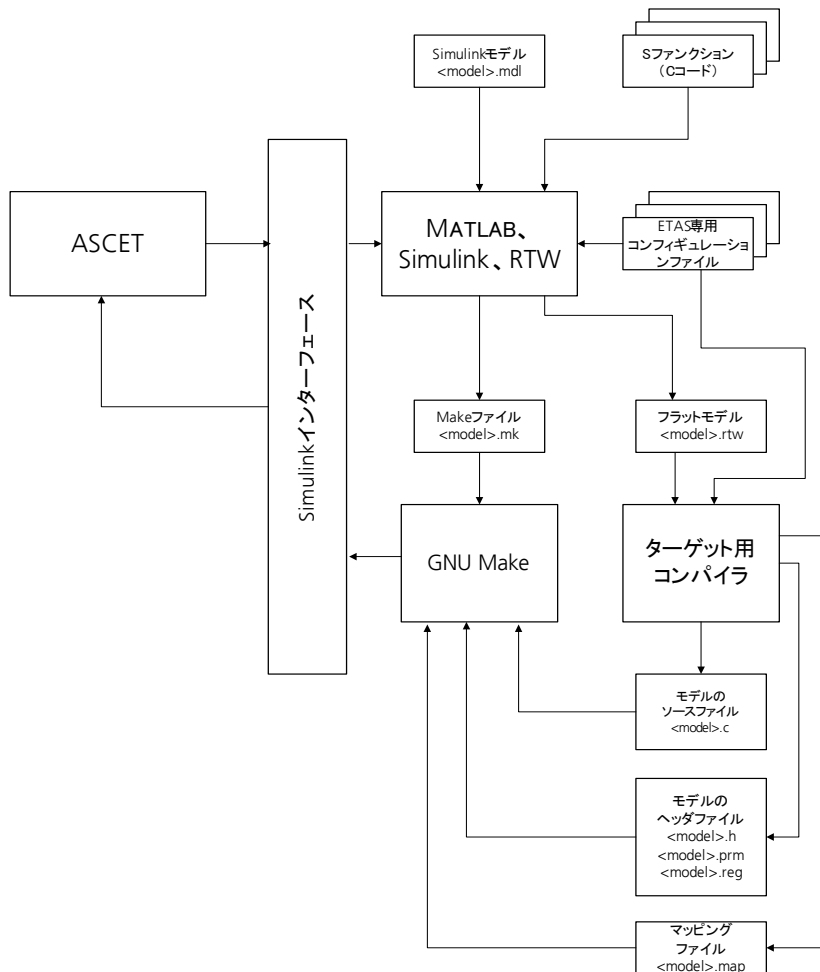 Simulinkモデル
<model>.mdl
Sファンクション
(Cコード)
ASCET
Simulinkインターフェース
MATLAB、
Simulink、RTW
ETAS専用
コンフィギュレーショ
ンファイル
Makeファイル
<model>.mk
フラットモデル
<model>.rtw
GNU Make
ターゲット用
コンパイラ
モデルの
ソースファイル
<model>.c
モデルの
ヘッダファイル
<model>.h
<model>.prm
<model>.reg
マッピング
ファイル
<model>.map